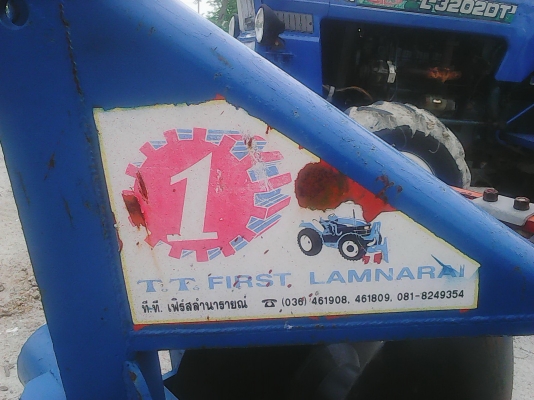 L-3202DT
1
T.T. FIRST LAMNARAI
ที.ที. เฟิร์สลำนารายณ์ ☎ (036) 461908, 461809, 081-8249354